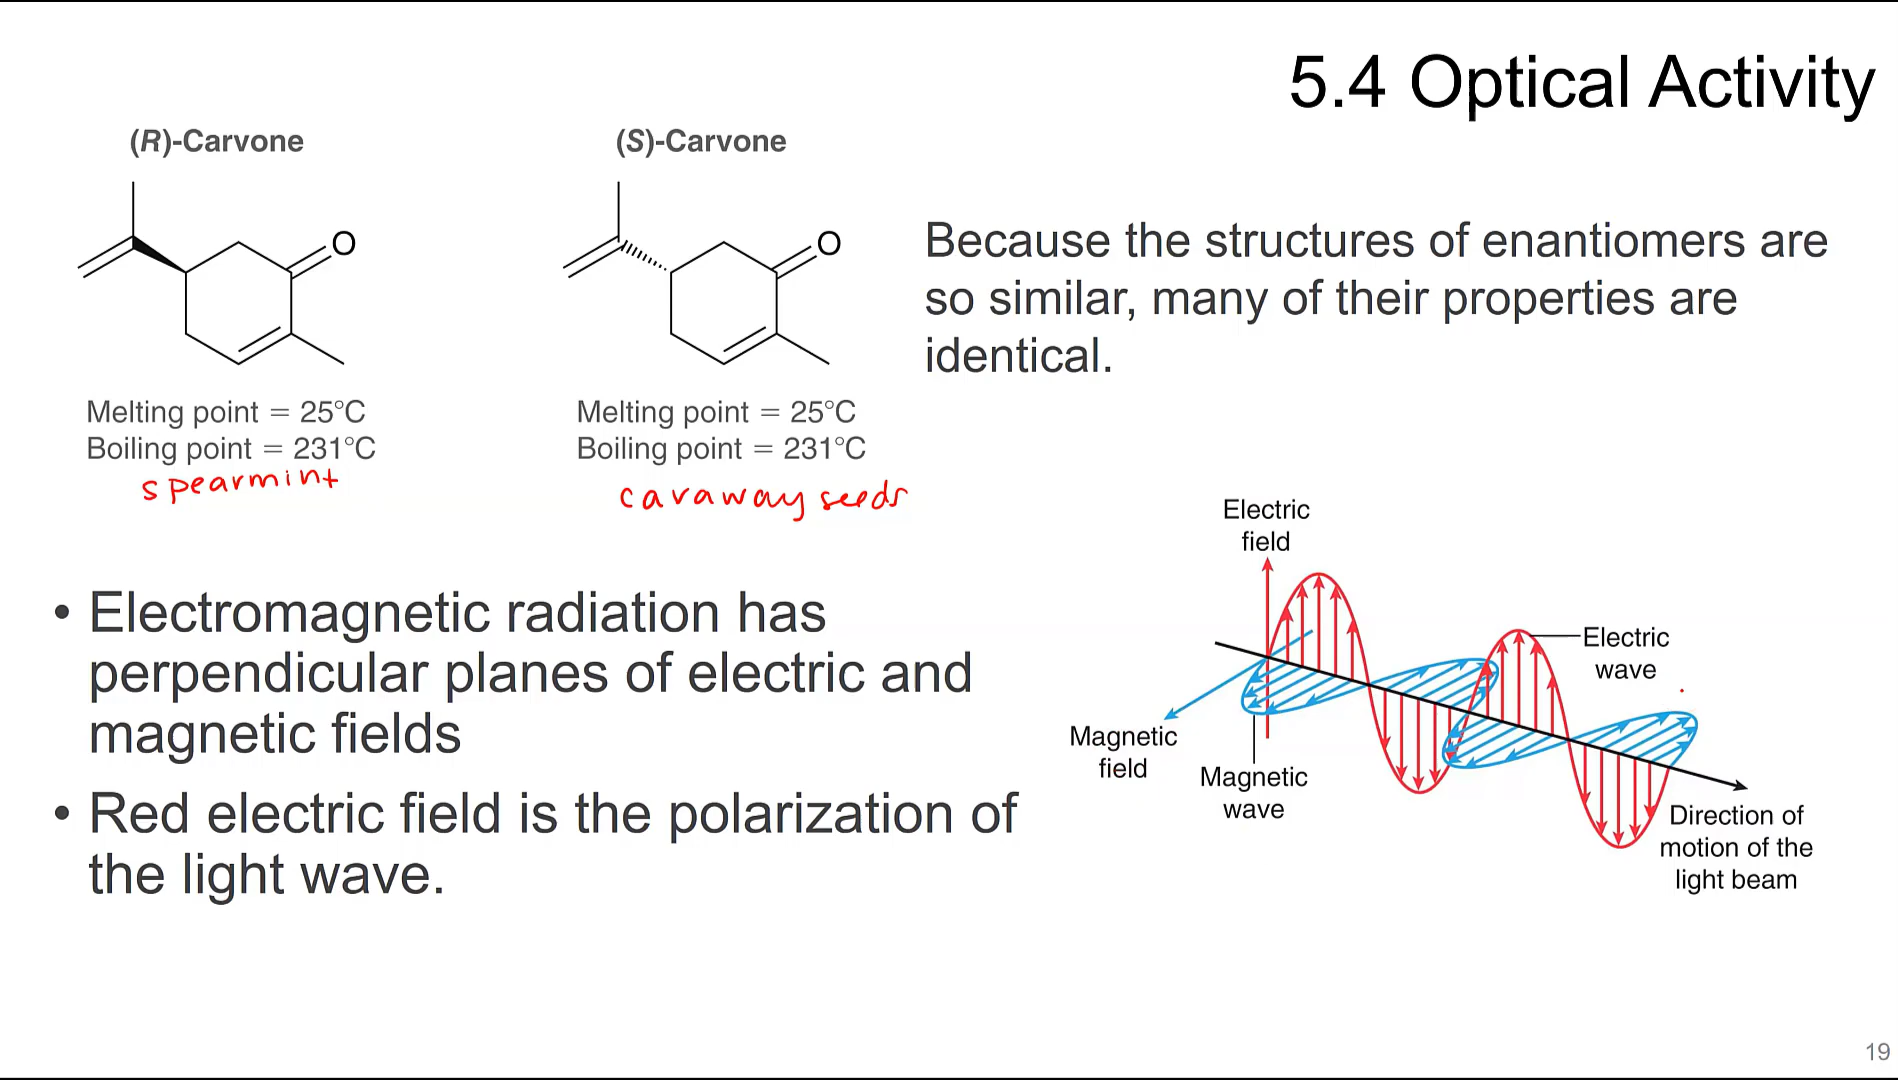 5.4 Optical Activity
(R)-Carvone
O
Melting point = 25°C
Boiling point = 231°C
spearmint
(S)-Carvone
O
Melting point = 25°C
Boiling point = 231°C
caraway seeds
Because the structures of enantiomers are
so similar, many of their properties are
identical.
• Electromagnetic radiation has
perpendicular planes of electric and
magnetic fields
• Red electric field is the polarization of
the light wave.
Electric
field
Electric
wave
Magnetic
field
Magnetic
wave
Direction of
motion of the
light beam
19